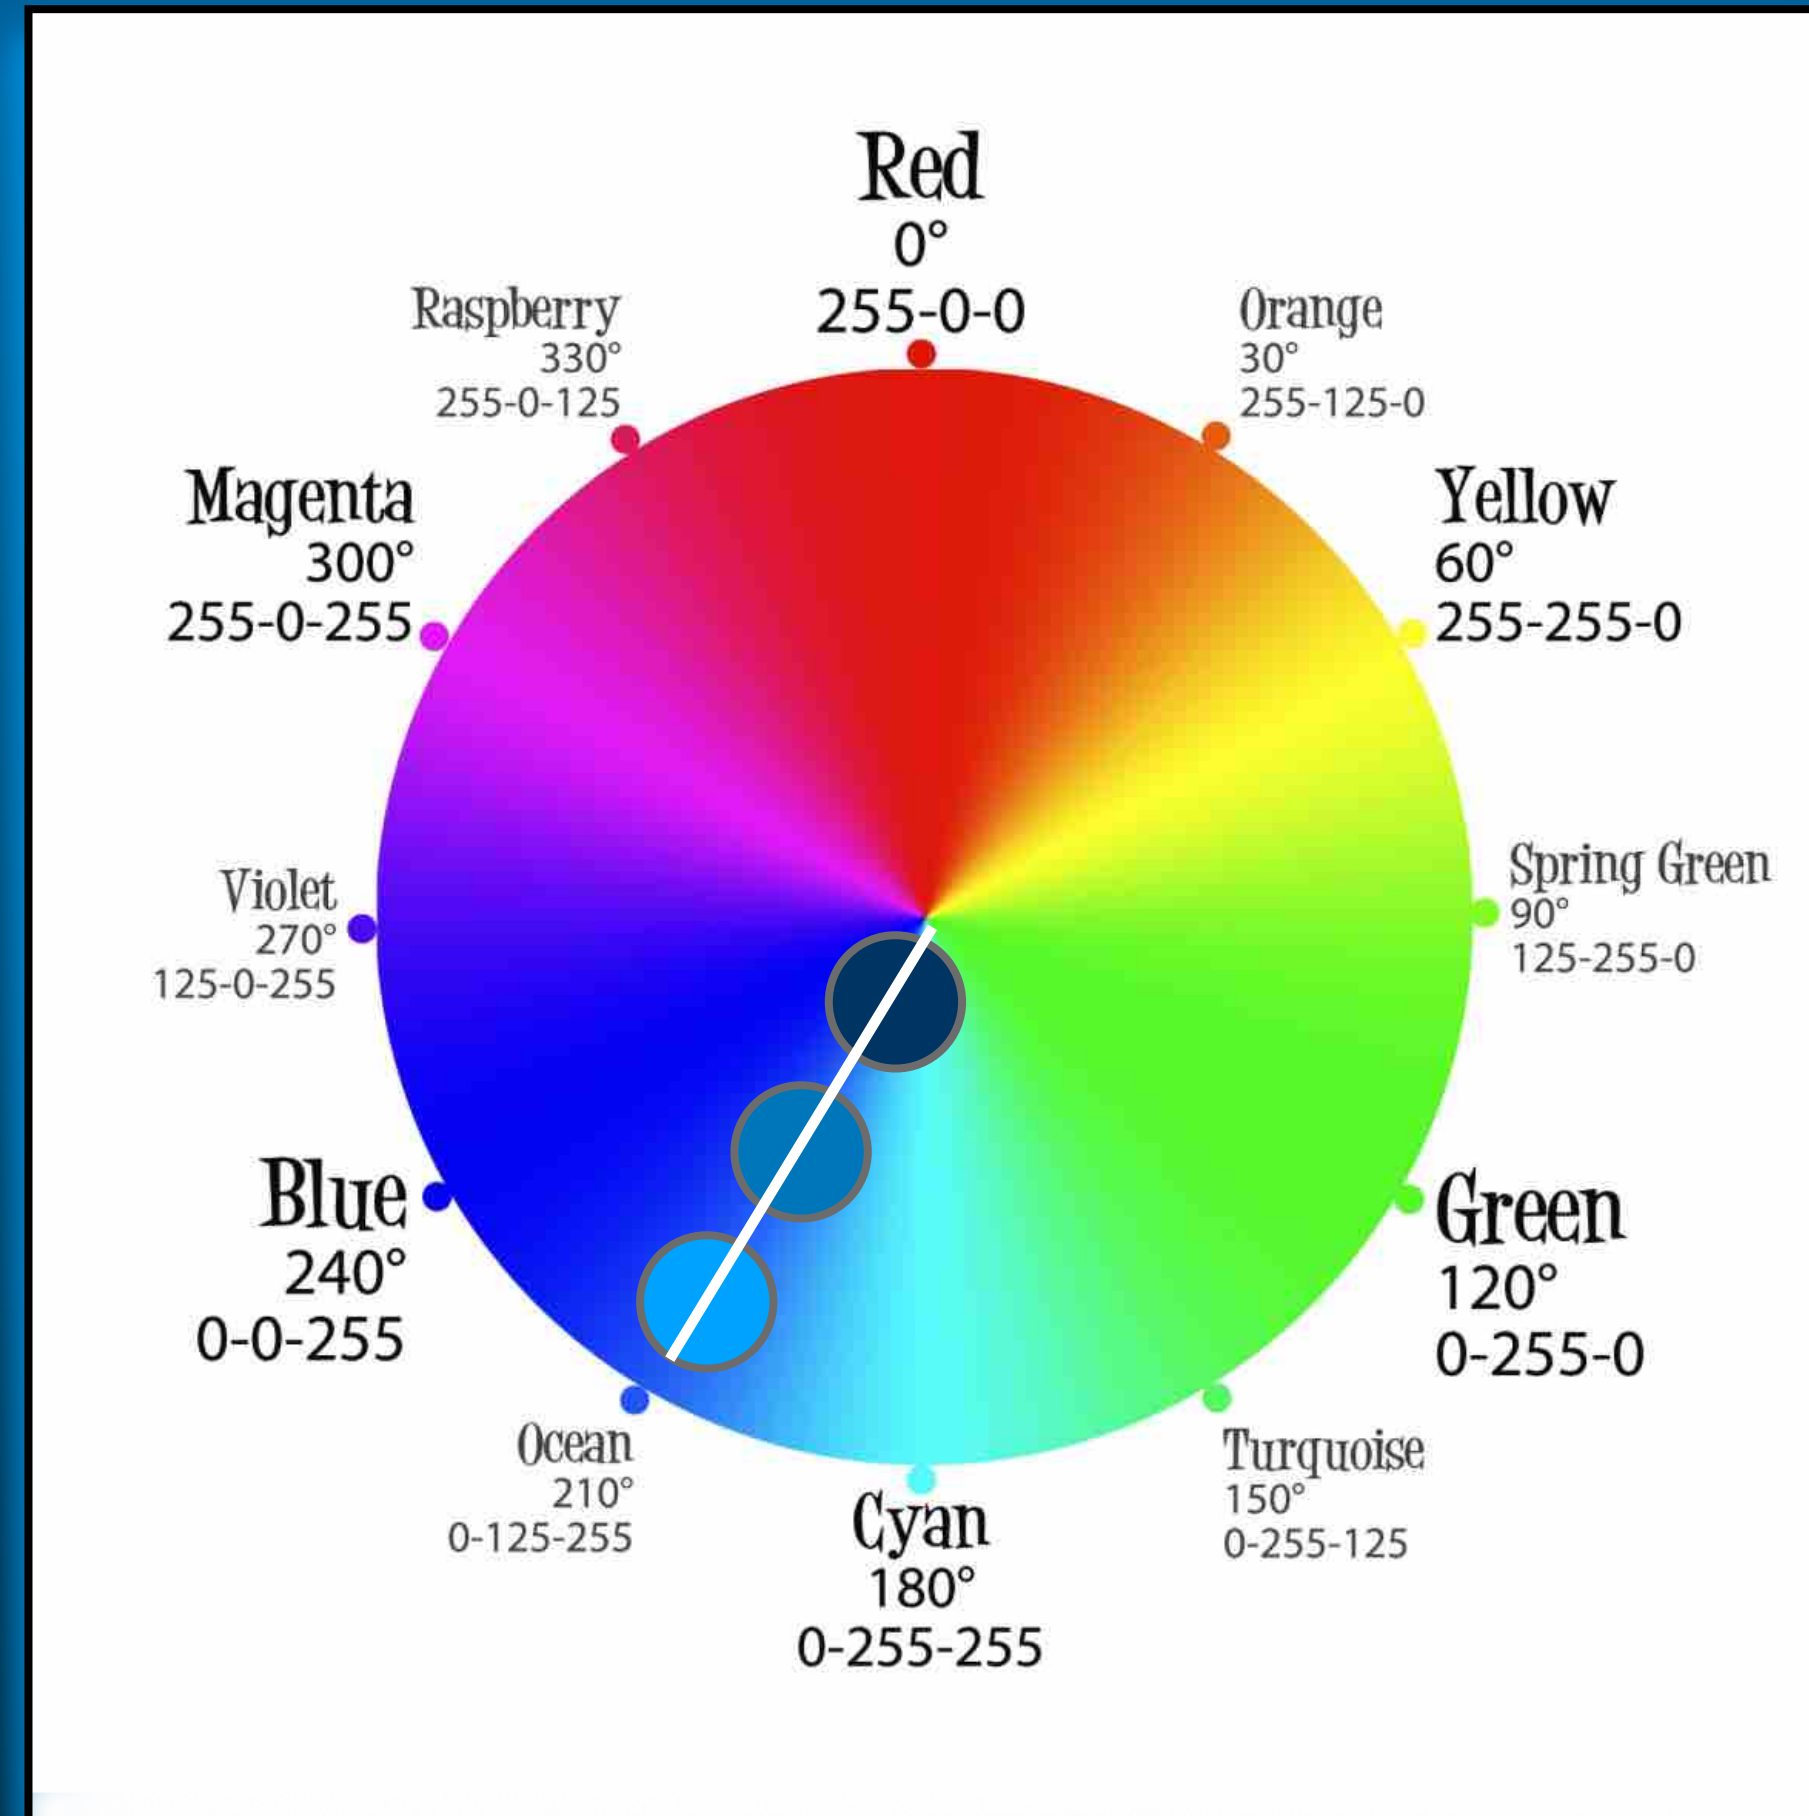 Red
0°
255-0-0
Orange
30°
255-125-0
Yellow
60°
255-255-0
Spring Green
90°
125-255-0
Green
120°
0-255-0
Turquoise
150°
0-255-125
Cyan
180°
0-255-255
Ocean
210°
0-125-255
Blue
240°
0-0-255
Violet
270°
125-0-255
Magenta
300°
255-0-255
Raspberry
330°
255-0-125